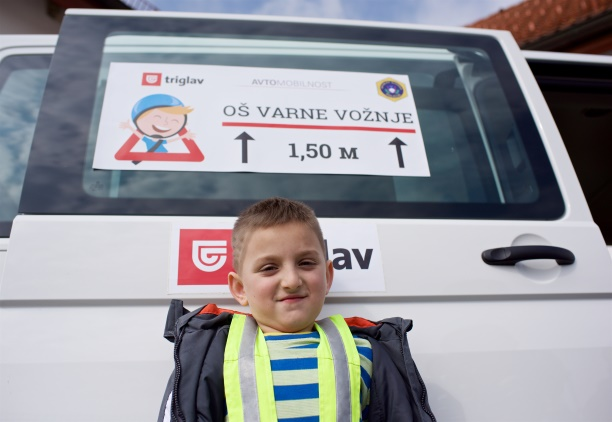 triglav
AVTOMOBILNOST
OŠ VARNE VOŽNJE
1,50 M
lav